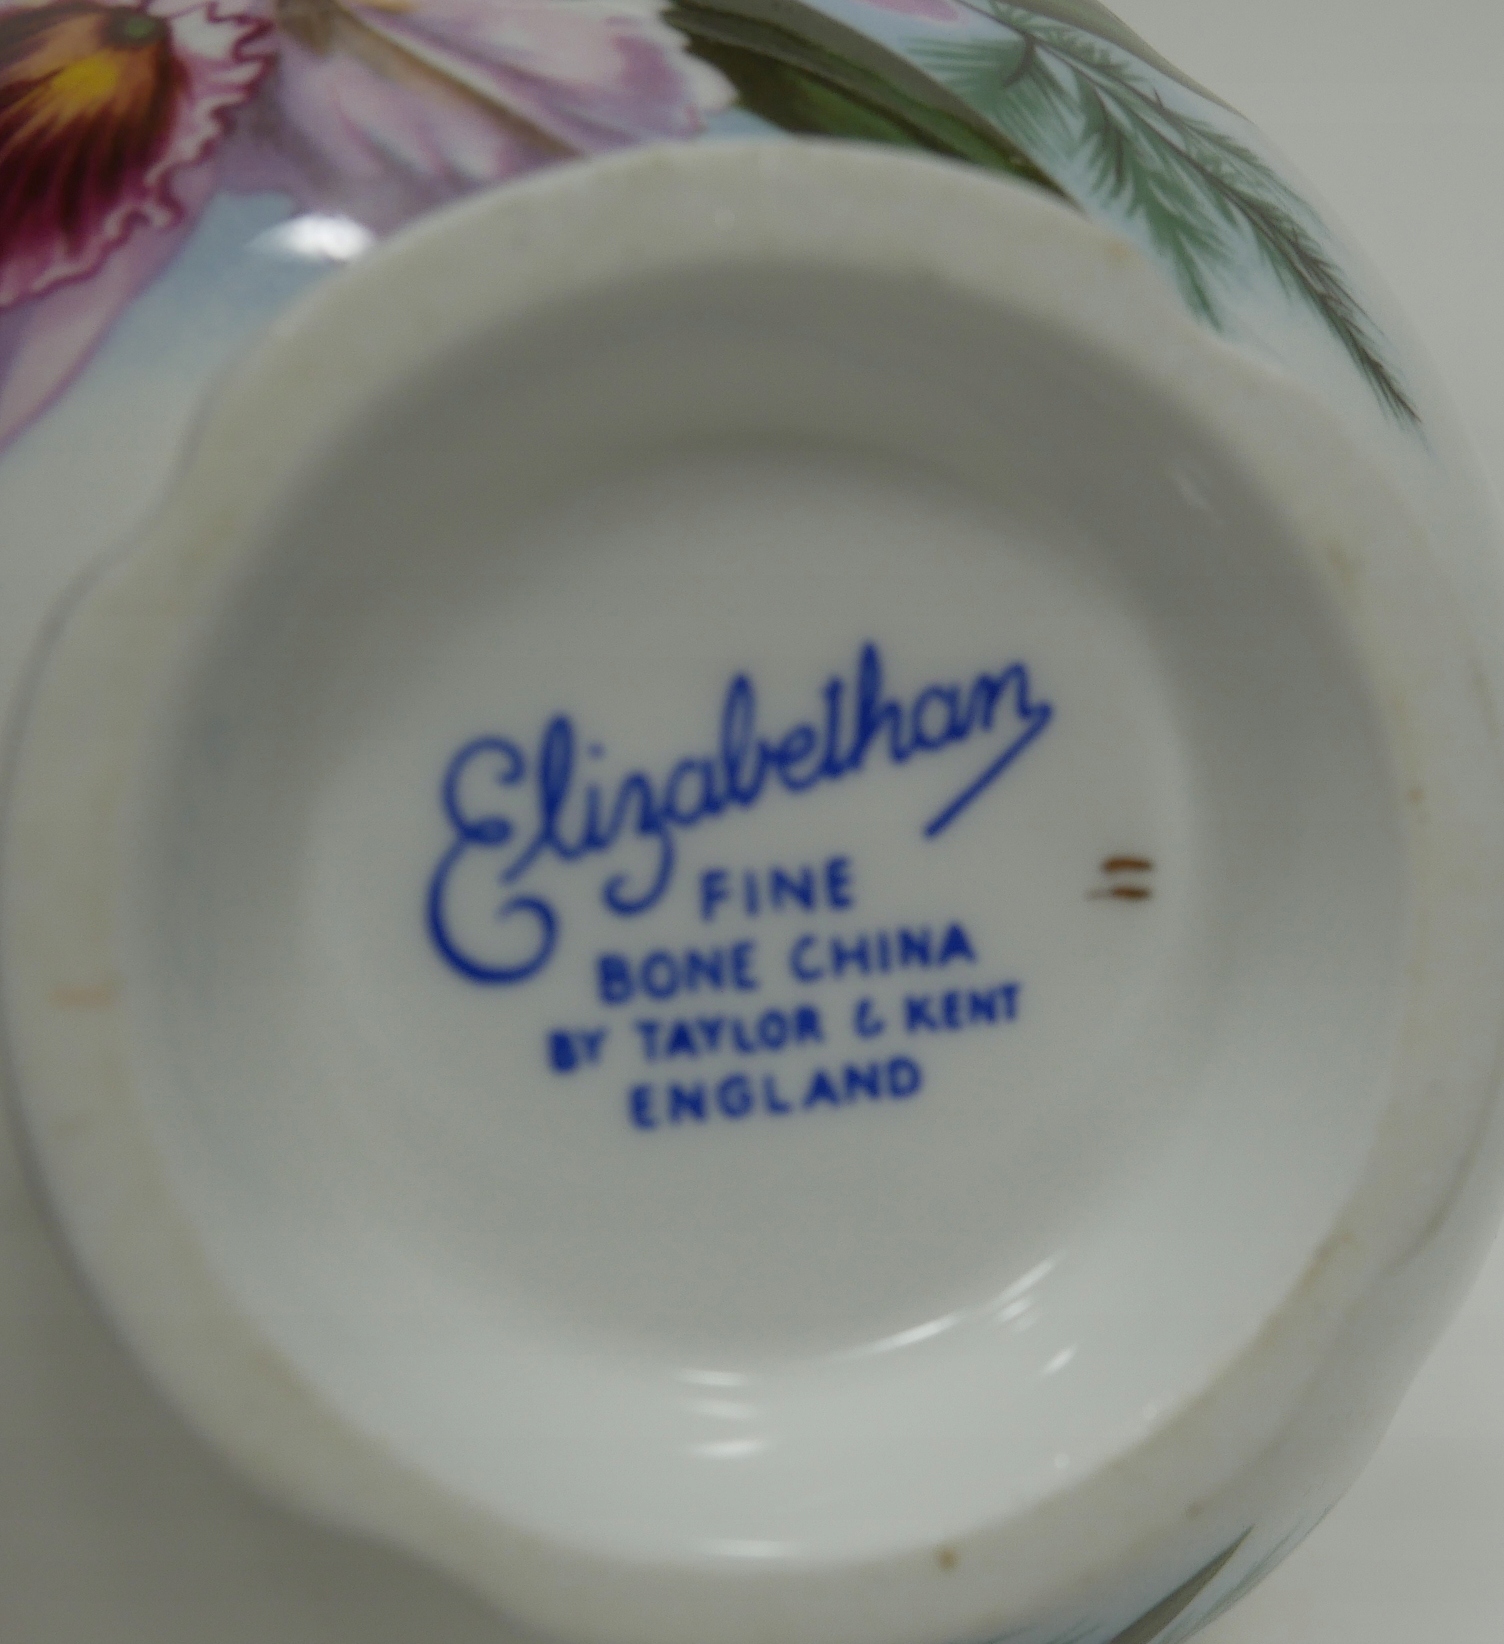 Elizabethan
FINE
BONE CHINA
BY TAYLOR & KENT
ENGLAND